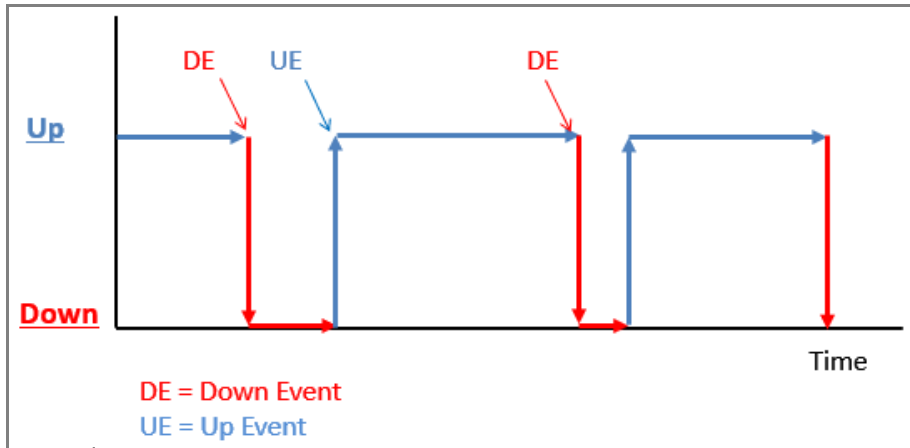 DE
UE
DE
Up
Down
Time
DE = Down Event
UE = Up Event